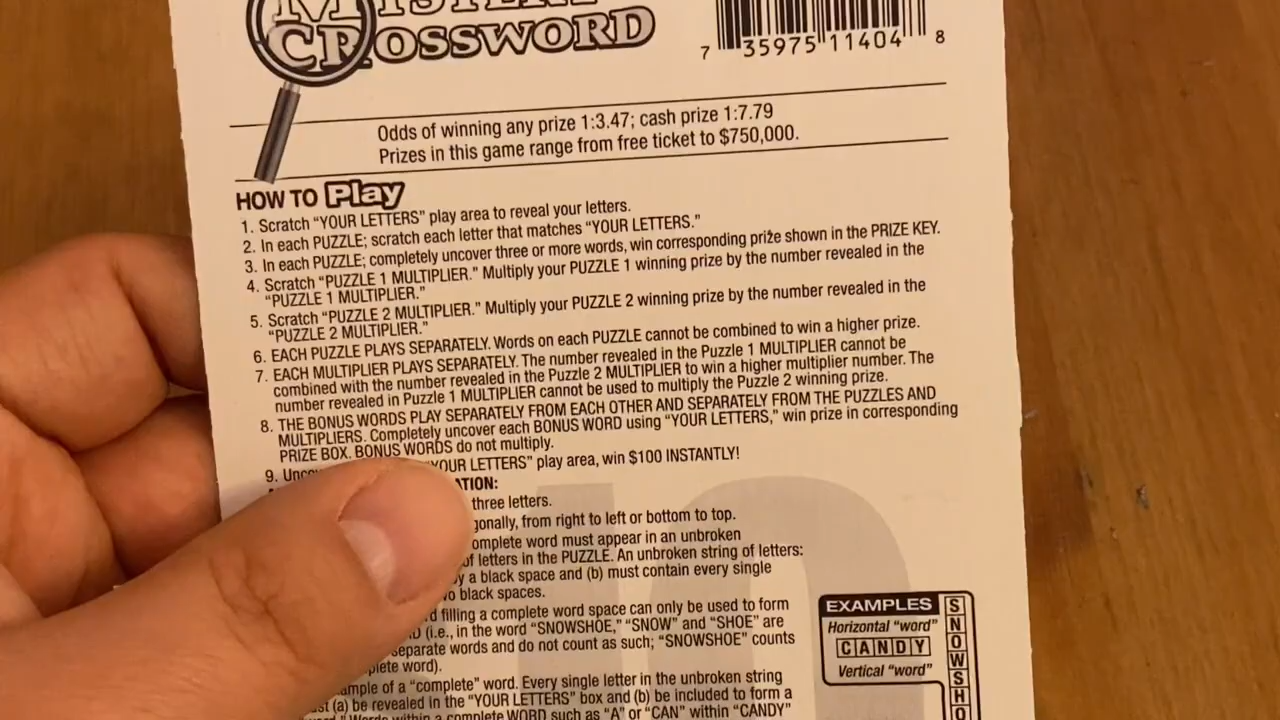 CROSSWORD
7 35975 11404 8
Odds of winning any prize 1:3.47; cash prize 1:7.79
Prizes in this game range from free ticket to $750,000.
HOW TO Play
1. Scratch “YOUR LETTERS” play area to reveal your letters.
2. In each PUZZLE; scratch each letter that matches “YOUR LETTERS.”
3. In each PUZZLE; completely uncover three or more words, win corresponding prize shown in the PRIZE KEY.
4. Scratch “PUZZLE 1 MULTIPLIER.” Multiply your PUZZLE 1 winning prize by the number revealed in the
“PUZZLE 1 MULTIPLIER.”
5. Scratch “PUZZLE 2 MULTIPLIER.” Multiply your PUZZLE 2 winning prize by the number revealed in the
“PUZZLE 2 MULTIPLIER.”
6. EACH PUZZLE PLAYS SEPARATELY. Words on each PUZZLE cannot be combined to win a higher prize.
7. EACH MULTIPLIER PLAYS SEPARATELY. The number revealed in the Puzzle 1 MULTIPLIER cannot be
combined with the number revealed in the Puzzle 2 MULTIPLIER to win a higher multiplier number. The
number revealed in Puzzle 1 MULTIPLIER cannot be used to multiply the Puzzle 2 winning prize.
8. THE BONUS WORDS PLAY SEPARATELY FROM EACH OTHER AND SEPARATELY FROM THE PUZZLES AND
MULTIPLIERS. Completely uncover each BONUS WORD using “YOUR LETTERS,” win prize in corresponding
PRIZE BOX. BONUS WORDS do not multiply.
9. “YOUR LETTERS” play area, win $100 INSTANTLY!
three letters.
from right to left or bottom to top.
complete word must appear in an unbroken
of letters in the PUZZLE. An unbroken string of letters:
by a black space and (b) must contain every single
no black spaces.
filling a complete word space can only be used to form
(i.e., in the word “SNOWSHOE,” “SNOW” and “SHOE” are
separate words and do not count as such; “SNOWSHOE” counts
word).
of a “complete” word. Every single letter in the unbroken string
(a) be revealed in the “YOUR LETTERS” box and (b) be included to form a
Words within a complete WORD such as “A” or “CAN” within “CANDY”
EXAMPLES
Horizontal “word”
CANDY
Vertical “word”
SNOWSHO